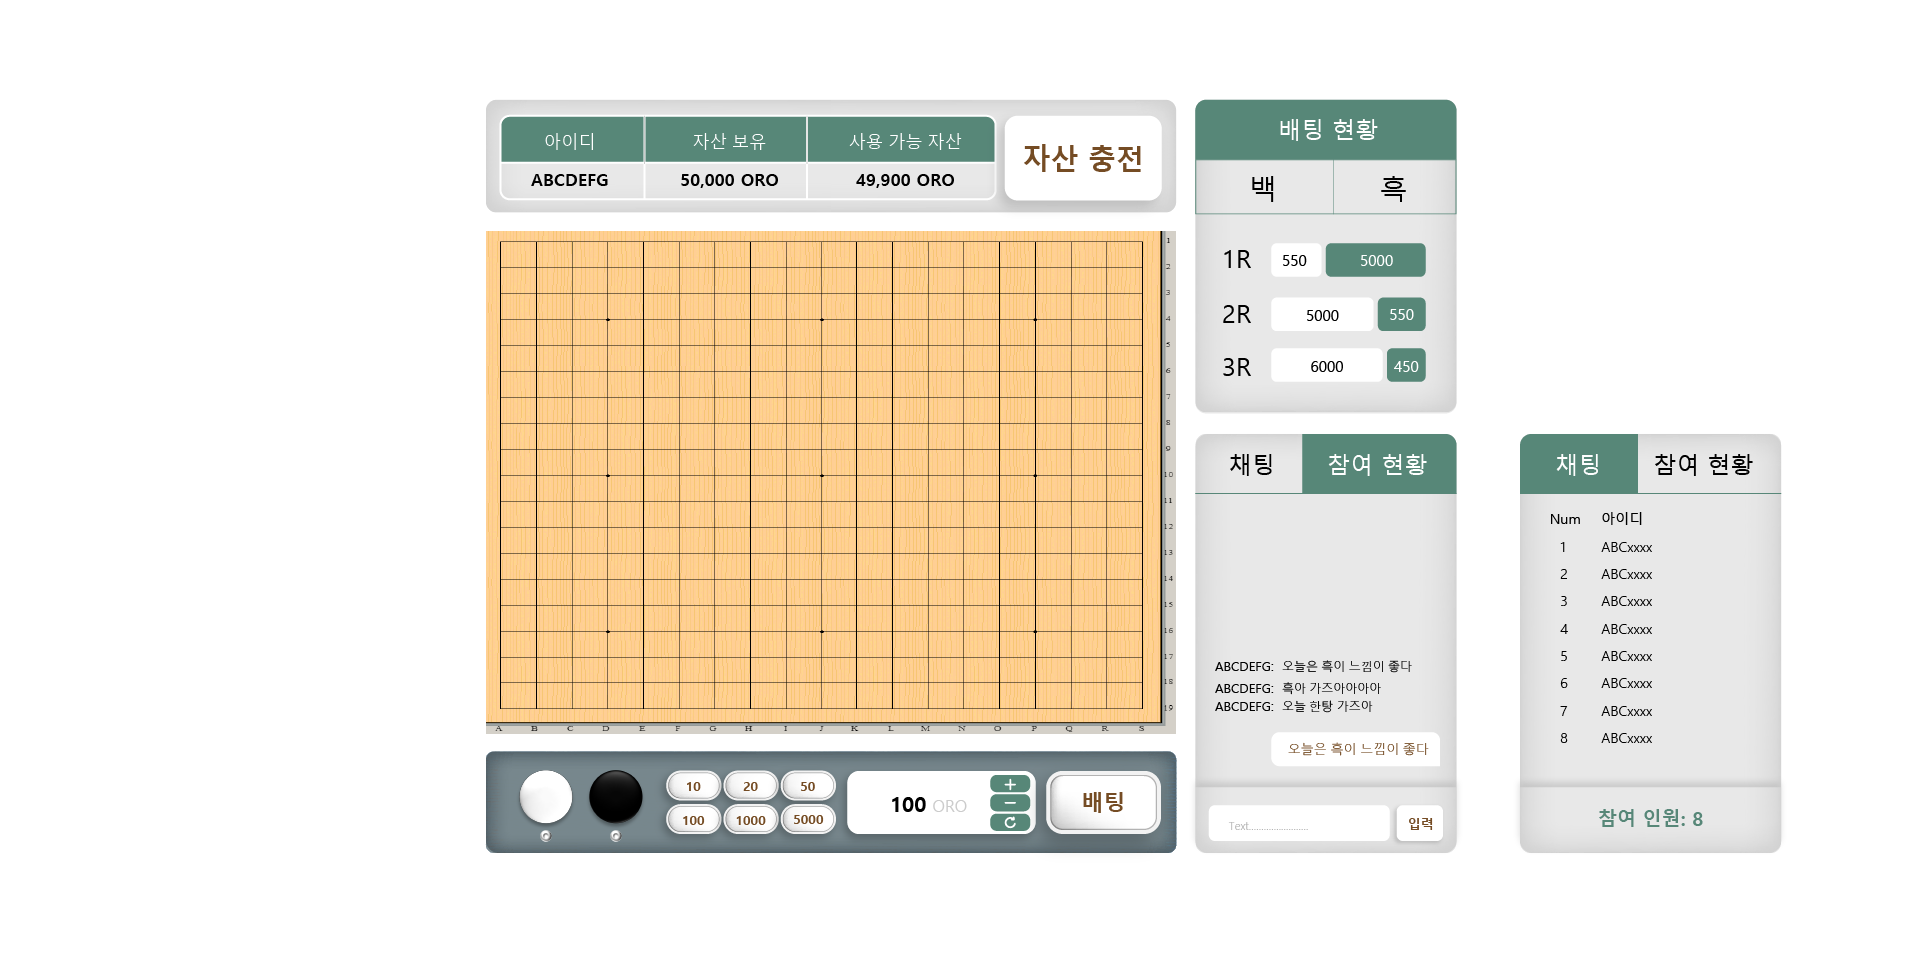 아이디 자산 보유 사용 가능 자산
ABCDEFG 50,000 ORO 49,900 ORO
자산 충전
배팅 현황
백 흑
1R 550 5000
2R 5000 550
3R 6000 450
1
2
3
4
5
6
7
8
9
10
11
12
13
14
15
16
17
18
19
A B C D E F G H I J K L M N O P Q R S
10 20 50
100 1000 5000
100 ORO
+
−
배팅
채팅 참여 현황
ABCDEFG: 오늘은 흑이 느낌이 좋다
ABCDEFG: 흑아 가즈아아아아
ABCDEFG: 오늘 한탕 가즈아
오늘은 흑이 느낌이 좋다
Text........................
입력
채팅 참여 현황
Num 아이디
1 ABCxxxx
2 ABCxxxx
3 ABCxxxx
4 ABCxxxx
5 ABCxxxx
6 ABCxxxx
7 ABCxxxx
8 ABCxxxx
참여 인원: 8